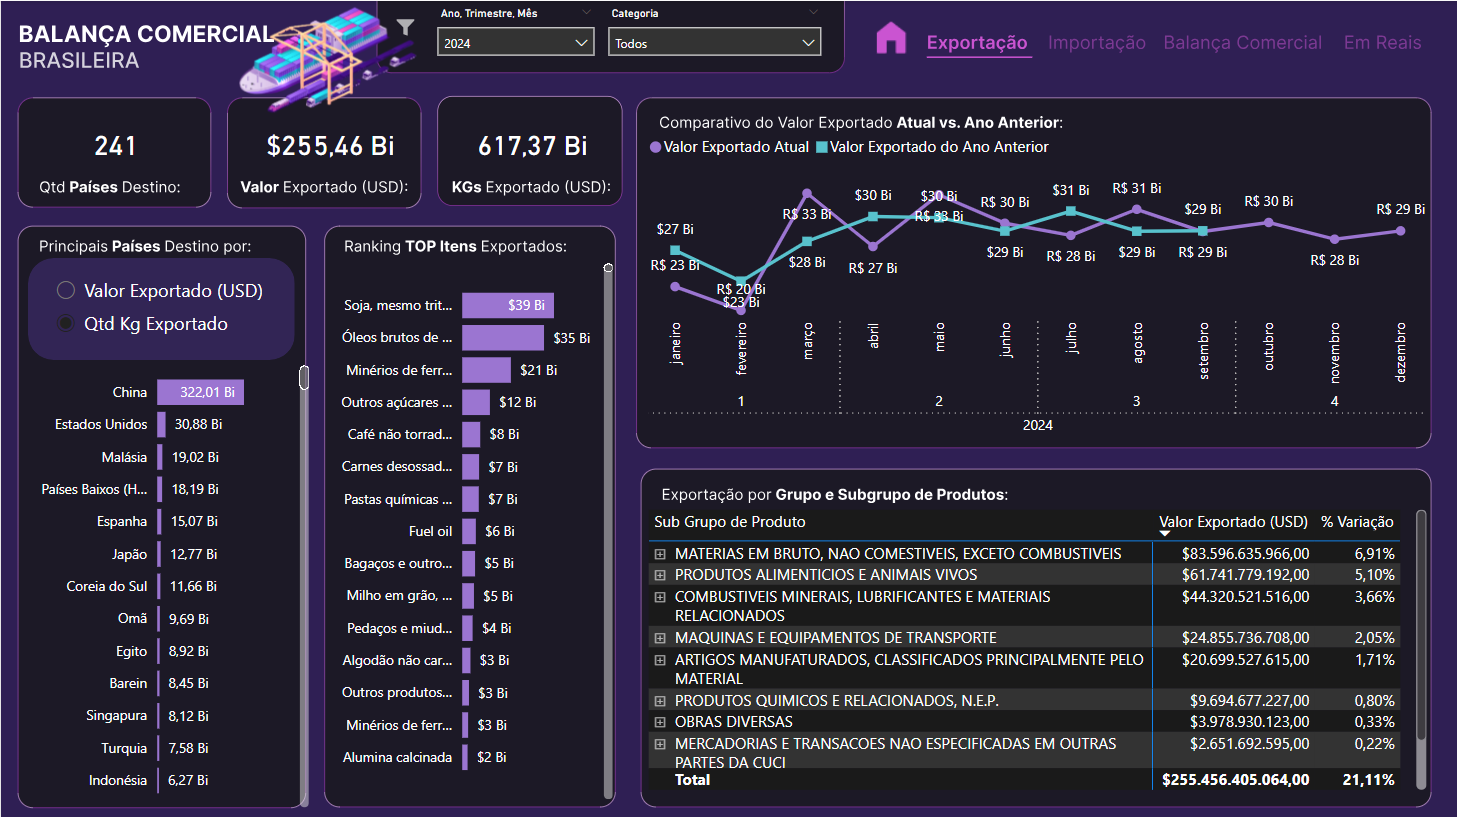 BALANÇA COMERCIAL
BRASILEIRA
Ano, Trimestre, Mês
2024
Categoria
Todos
Exportação
Importação
Balança Comercial
Em Reais
241
Qtd Países Destino:
$255,46 Bi
Valor Exportado (USD):
617,37 Bi
KGs Exportado (USD):
Comparativo do Valor Exportado Atual vs. Ano Anterior:
Valor Exportado Atual
Valor Exportado do Ano Anterior
$27 Bi
R$ 23 Bi
R$ 20 Bi
$23 Bi
R$ 33 Bi
$28 Bi
$30 Bi
R$ 27 Bi
$30 Bi
R$ 33 Bi
R$ 30 Bi
$29 Bi
$31 Bi
R$ 28 Bi
R$ 31 Bi
$29 Bi
$29 Bi
R$ 29 Bi
R$ 30 Bi
R$ 28 Bi
R$ 29 Bi
janeiro
fevereiro
março
abril
maio
junho
julho
agosto
setembro
outubro
novembro
dezembro
1
2
3
4
2024
Principais Países Destino por:
Valor Exportado (USD)
Qtd Kg Exportado
China 322,01 Bi
Estados Unidos 30,88 Bi
Malásia 19,02 Bi
Países Baixos (H... 18,19 Bi
Espanha 15,07 Bi
Japão 12,77 Bi
Coreia do Sul 11,66 Bi
Omã 9,69 Bi
Egito 8,92 Bi
Barein 8,45 Bi
Singapura 8,12 Bi
Turquia 7,58 Bi
Indonésia 6,27 Bi
Ranking TOP Itens Exportados:
Soja, mesmo trit... $39 Bi
Óleos brutos de ... $35 Bi
Minérios de ferr... $21 Bi
Outros açúcares ... $12 Bi
Café não torrad... $8 Bi
Carnes desossad... $7 Bi
Pastas químicas ... $7 Bi
Fuel oil $6 Bi
Bagaços e outro... $5 Bi
Milho em grão, ... $5 Bi
Pedaços e miud... $4 Bi
Algodão não car... $3 Bi
Outros produtos... $3 Bi
Minérios de ferr... $3 Bi
Alumina calcinada $2 Bi
Exportação por Grupo e Subgrupo de Produtos:
Sub Grupo de Produto Valor Exportado (USD) % Variação
MATERIAS EM BRUTO, NAO COMESTIVEIS, EXCETO COMBUSTIVEIS $83.596.635.966,00 6,91%
PRODUTOS ALIMENTICIOS E ANIMAIS VIVOS $61.741.779.192,00 5,10%
COMBUSTIVEIS MINERAIS, LUBRIFICANTES E MATERIAIS $44.320.521.516,00 3,66%
RELACIONADOS
MAQUINAS E EQUIPAMENTOS DE TRANSPORTE $24.855.736.708,00 2,05%
ARTIGOS MANUFATURADOS, CLASSIFICADOS PRINCIPALMENTE PELO $20.699.527.615,00 1,71%
MATERIAL
PRODUTOS QUIMICOS E RELACIONADOS, N.E.P. $9.694.677.227,00 0,80%
OBRAS DIVERSAS $3.978.930.123,00 0,33%
MERCADORIAS E TRANSACOES NAO ESPECIFICADAS EM OUTRAS $2.651.692.595,00 0,22%
PARTES DA CUCI
Total $255.456.405.064,00 21,11%